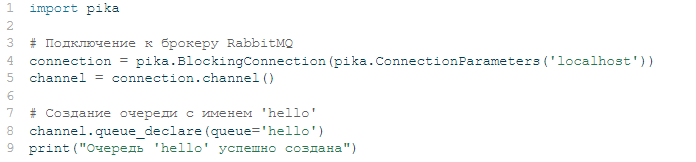 1 import pika
2
3 # Подключение к брокеру RabbitMQ
4 connection = pika.BlockingConnection(pika.ConnectionParameters('localhost'))
5 channel = connection.channel()
6
7 # Создание очереди с именем 'hello'
8 channel.queue_declare(queue='hello')
9 print("Очередь 'hello' успешно создана")